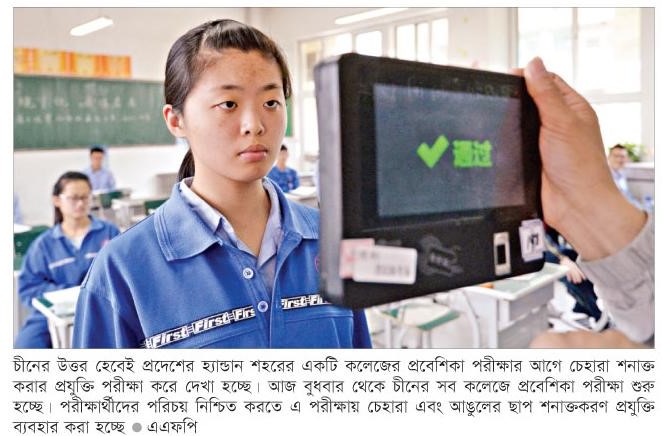 通过
First First First First
চীনের উত্তর হেবেই প্রদেশের হ্যান্ডান শহরের একটি কলেজের প্রবেশিকা পরীক্ষার আগে চেহারা শনাক্ত
করার প্রযুক্তি পরীক্ষা করে দেখা হচ্ছে। আজ বুধবার থেকে চীনের সব কলেজে প্রবেশিকা পরীক্ষা শুরু
হচ্ছে। পরীক্ষার্থীদের পরিচয় নিশ্চিত করতে এ পরীক্ষায় চেহারা এবং আঙুলের ছাপ শনাক্তকরণ প্রযুক্তি
ব্যবহার করা হচ্ছে ● এএফপি